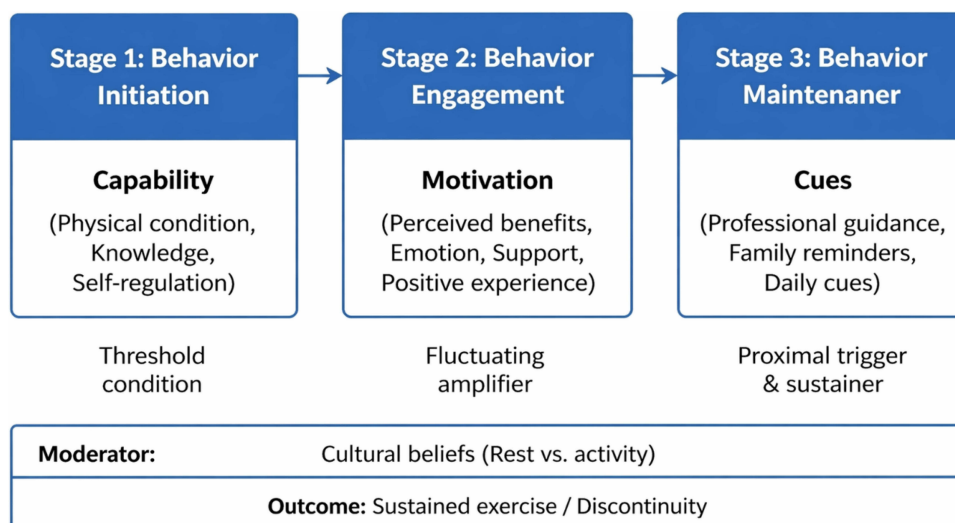 Stage 1: Behavior
Initiation
Capability
(Physical condition,
Knowledge,
Self-regulation)
Threshold
condition
Stage 2: Behavior
Engagement
Motivation
(Perceived benefits,
Emotion, Support,
Positive experience)
Fluctuating
amplifier
Stage 3: Behavior
Maintenaner
Cues
(Professional guidance,
Family reminders,
Daily cues)
Proximal trigger
& sustainer
Moderator: Cultural beliefs (Rest vs. activity)
Outcome: Sustained exercise / Discontinuity